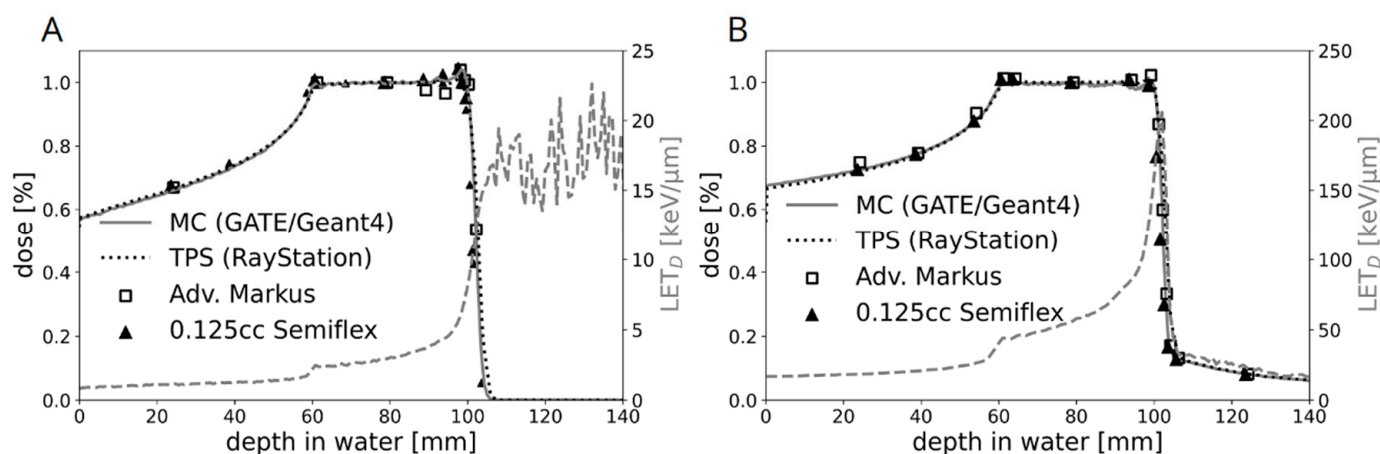 A
dose [%]
1.0
0.8
0.6
0.4
0.2
0.0
MC (GATE/Geant4)
TPS (RayStation)
Adv. Markus
0.125cc Semiflex
25
20
15
10
5
0
LET_D [keV/μm]
0 20 40 60 80 100 120 140
depth in water [mm]
B
dose [%]
1.0
0.8
0.6
0.4
0.2
0.0
MC (GATE/Geant4)
TPS (RayStation)
Adv. Markus
0.125cc Semiflex
250
200
150
100
50
0
LET_D [keV/μm]
0 20 40 60 80 100 120 140
depth in water [mm]